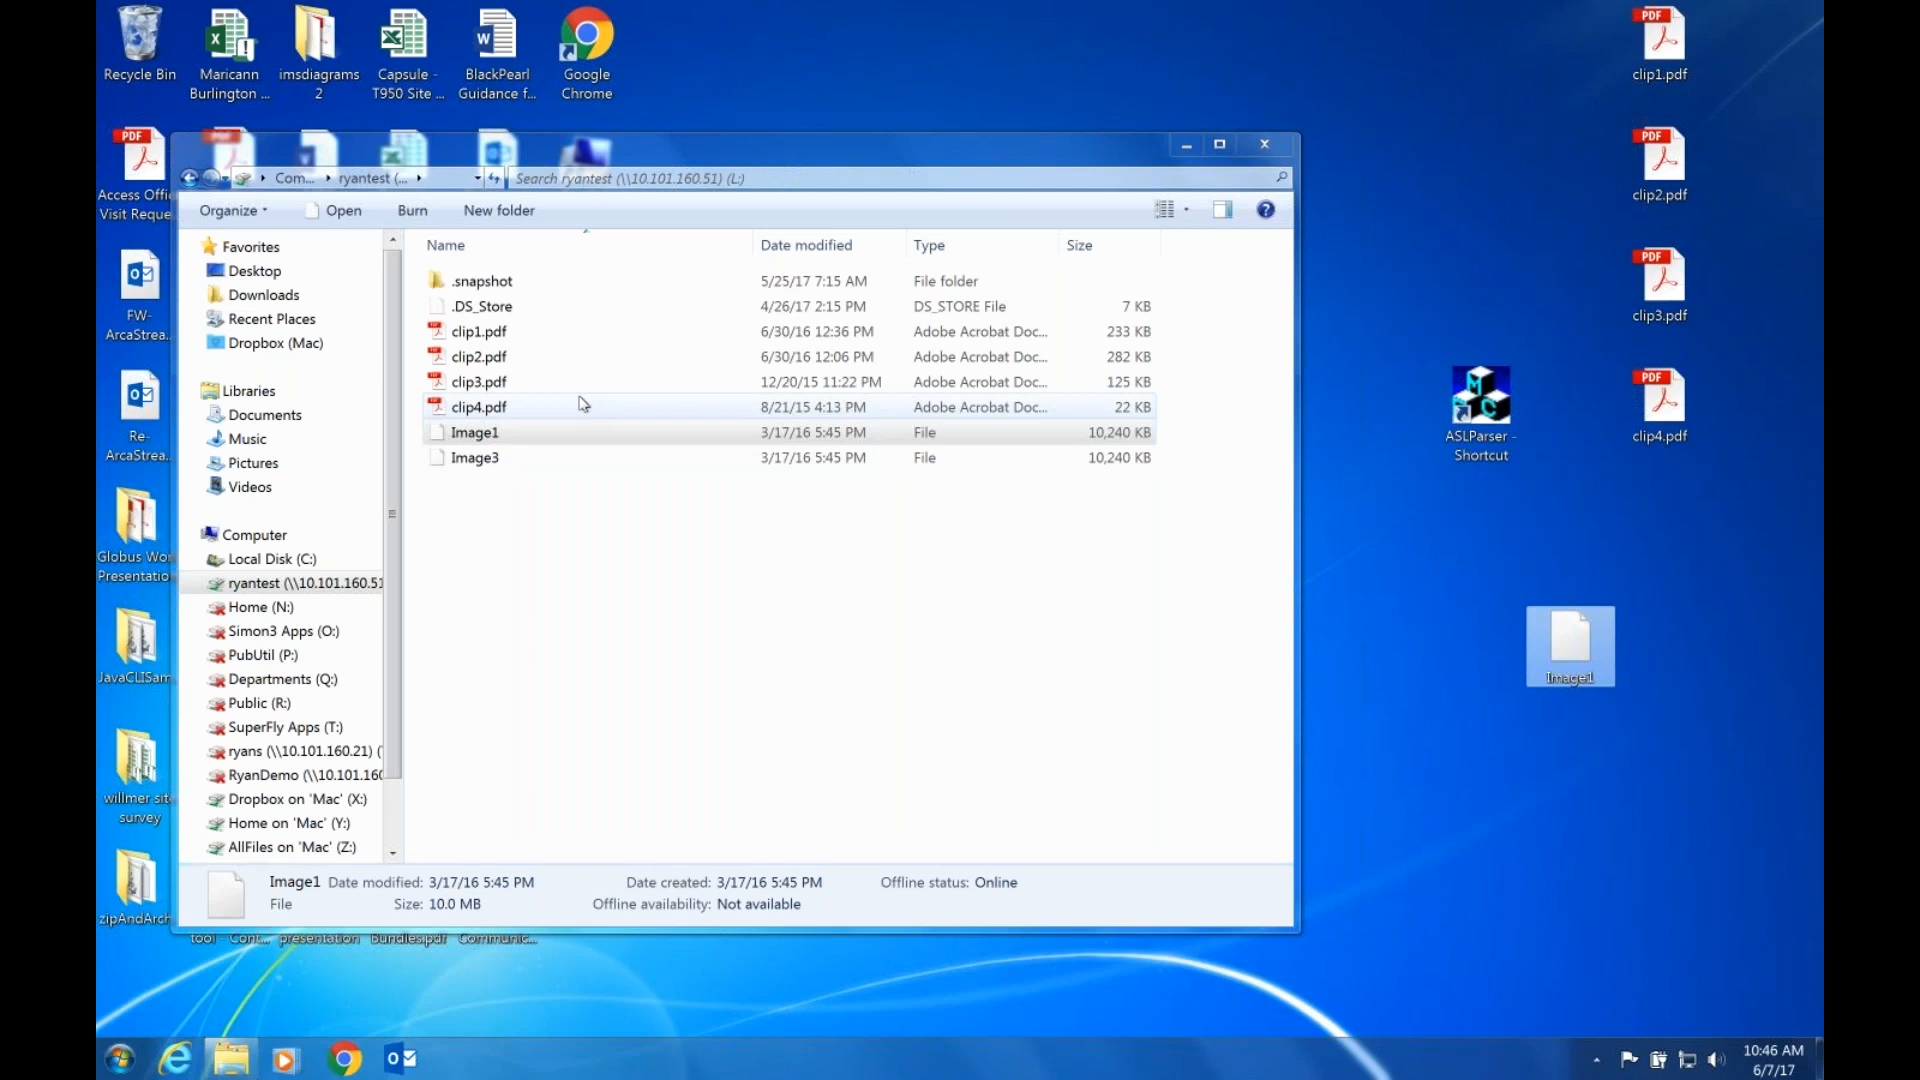 Recycle Bin
Maricann
Burlington ...
imsdiagrams
2
Capsule -
T950 Site ...
BlackPearl
Guidance f...
Google
Chrome
PDF
clip1.pdf
PDF
clip2.pdf
PDF
clip3.pdf
PDF
clip4.pdf
ASLParser -
Shortcut
Image1
PDF
Access Offi
Visit Reque
FW-
ArcaStrea...
Re-
ArcaStrea...
Globus Wor
Presentatio
JavaCLISam
willmer site
survey
zipAndArch
Com...
ryantest (...
Search ryantest (\\10.101.160.51) (L:)
Organize
Open
Burn
New folder
Favorites
Desktop
Downloads
Recent Places
Dropbox (Mac)
Libraries
Documents
Music
Pictures
Videos
Computer
Local Disk (C:)
ryantest (\\10.101.160.51
Home (N:)
Simon3 Apps (O:)
PubUtil (P:)
Departments (Q:)
Public (R:)
SuperFly Apps (T:)
ryans (\\10.101.160.21) (
RyanDemo (\\10.101.160
Dropbox on 'Mac' (X:)
Home on 'Mac' (Y:)
AllFiles on 'Mac' (Z:)
Name Date modified Type Size
.snapshot 5/25/17 7:15 AM File folder
.DS_Store 4/26/17 2:15 PM DS_STORE File 7 KB
clip1.pdf 6/30/16 12:36 PM Adobe Acrobat Doc... 233 KB
clip2.pdf 6/30/16 12:06 PM Adobe Acrobat Doc... 282 KB
clip3.pdf 12/20/15 11:22 PM Adobe Acrobat Doc... 125 KB
clip4.pdf 8/21/15 4:13 PM Adobe Acrobat Doc... 22 KB
Image1 3/17/16 5:45 PM File 10,240 KB
Image3 3/17/16 5:45 PM File 10,240 KB
Image1 Date modified: 3/17/16 5:45 PM Date created: 3/17/16 5:45 PM Offline status: Online
File Size: 10.0 MB Offline availability: Not available
tool - Cont... presentation Bundles.pdf Communic...
10:46 AM
6/7/17